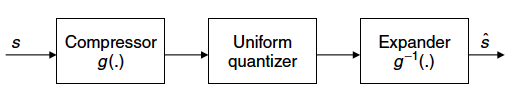 s
Compressor
g(.)
Uniform
quantizer
Expander
g⁻¹(.)
ŝ